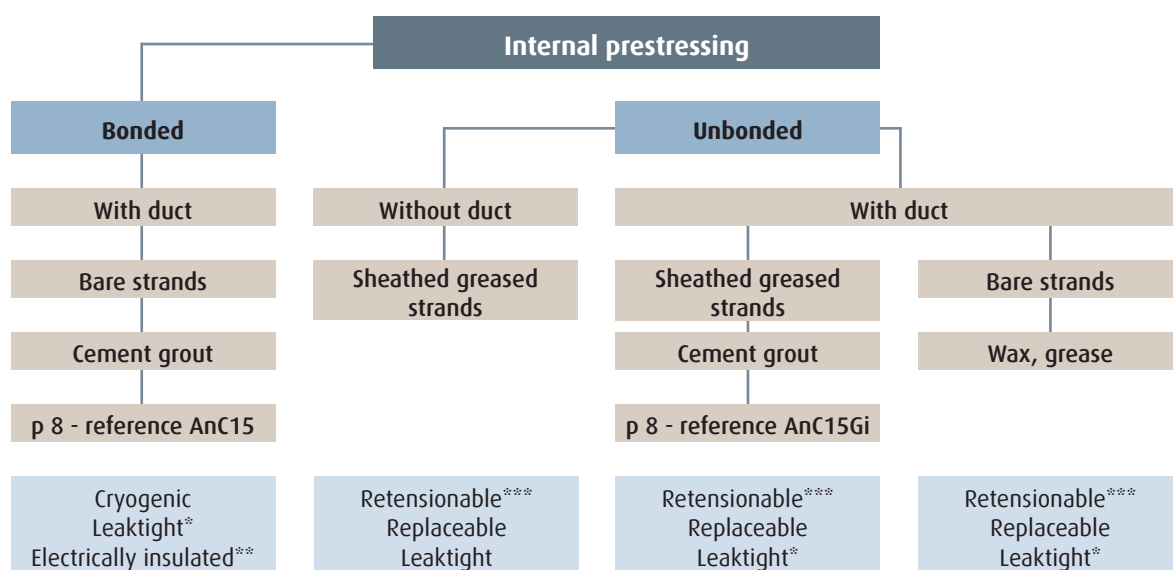 Internal prestressing
Bonded
Unbonded
With duct
Without duct
With duct
Bare strands
Sheathed greased
strands
Sheathed greased
strands
Bare strands
Cement grout
Cement grout
Wax, grease
p 8 - reference AnC15
p 8 - reference AnC15Gi
Cryogenic
Leaktight*
Electrically insulated**
Retensionable***
Replaceable
Leaktight
Retensionable***
Replaceable
Leaktight*
Retensionable***
Replaceable
Leaktight*